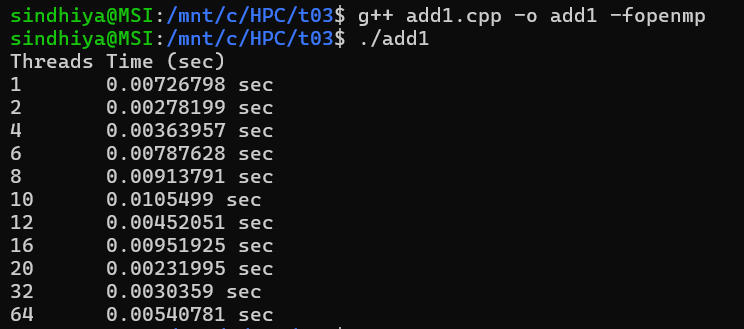 sindhiya@MSI:/mnt/c/HPC/t03$ g++ add1.cpp -o add1 -fopenmp
sindhiya@MSI:/mnt/c/HPC/t03$ ./add1
Threads Time (sec)
1       0.00726798 sec
2       0.00278199 sec
4       0.00363957 sec
6       0.00787628 sec
8       0.00913791 sec
10      0.0105499 sec
12      0.00452051 sec
16      0.00951925 sec
20      0.00231995 sec
32      0.0030359 sec
64      0.00540781 sec